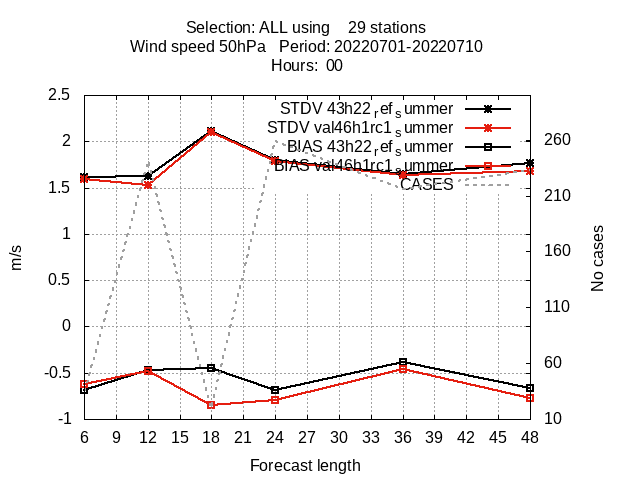 Selection: ALL using 29 stations
Wind speed 50hPa Period: 20220701-20220710
Hours: 00
2.5
2
1.5
1
0.5
0
-0.5
-1
m/s
STDV 43h22_ref_summer
STDV val46h1rc1_summer
BIAS 43h22_ref_summer
BIAS val46h1rc1_summer
CASES
260
210
160
110
60
10
No cases
6 9 12 15 18 21 24 27 30 33 36 39 42 45 48
Forecast length